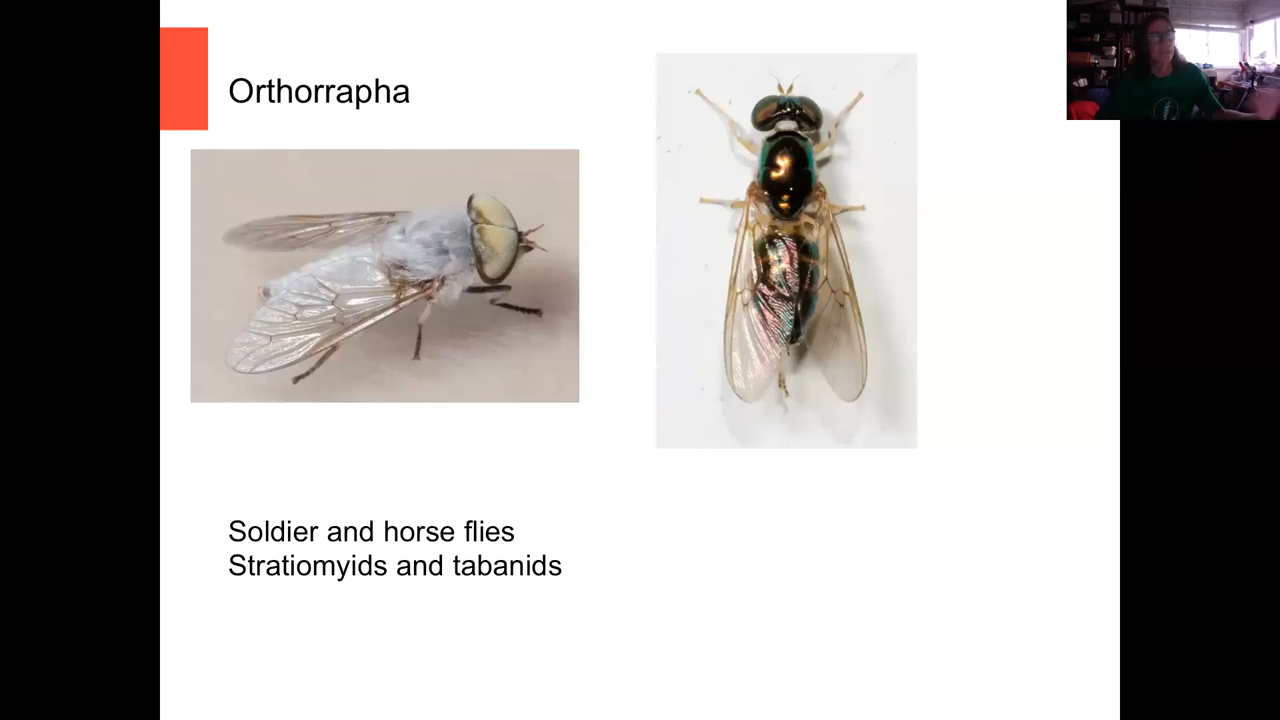 Orthorrapha
Soldier and horse flies
Stratiomyids and tabanids